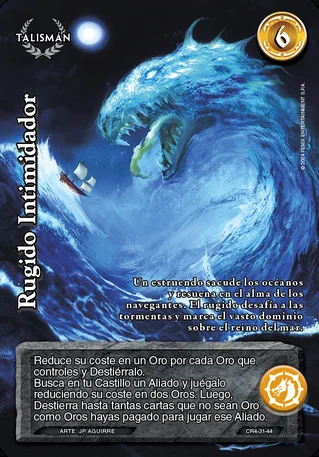 TALISMAN
6
Rugido Intimidador
© 2024 FENIX ENTERTAINMENT S.P.A.
Un estruendo sacude los océanos
y resuena en el alma de los
navegantes. El rugido desafía a las
tormentas y marca el vasto dominio
sobre el reino del mar.
Reduce su coste en un Oro por cada Oro que
controles y Destiérralo.
Busca en tu Castillo un Aliado y juégalo
reduciendo su coste en dos Oros. Luego,
Destierra hasta tantas cartas que no sean Oro
como Oros hayas pagado para jugar ese Aliado.
ARTE: JP AGUIRRE
CR4-31-44